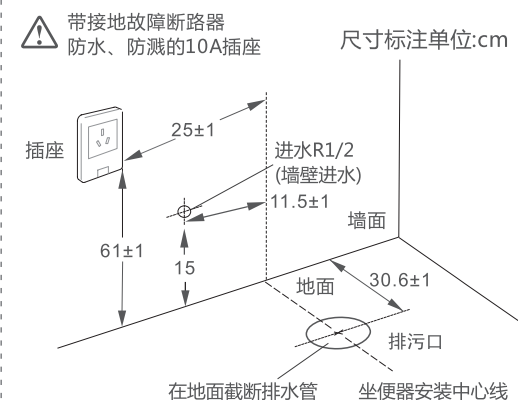 带接地故障断路器
防水、防溅的10A插座
尺寸标注单位:cm
25±1
插座
进水R1/2
(墙壁进水)
11.5±1
墙面
61±1
15
地面
30.6±1
排污口
在地面截断排水管
坐便器安装中心线